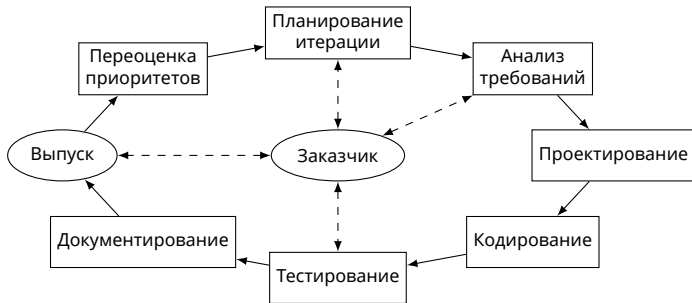 Планирование
итерации
Переоценка
приоритетов
Анализ
требований
Выпуск
Заказчик
Проектирование
Документирование
Кодирование
Тестирование